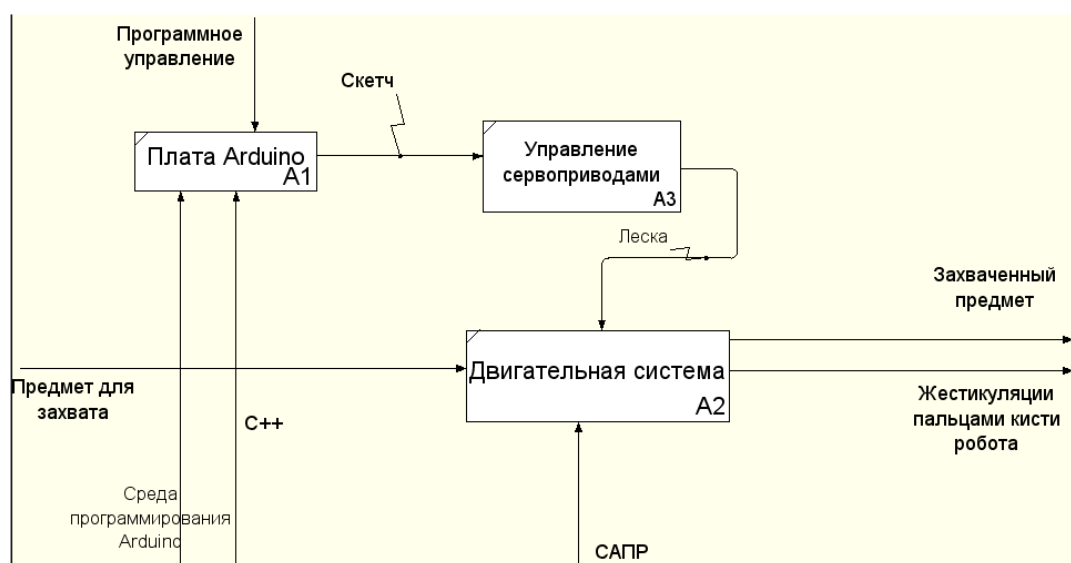 Программное
управление
Скетч
Плата Arduino
A1
Управление
сервоприводами
A3
Леска
Захваченный
предмет
Двигательная система
A2
Предмет для
захвата
Жестикуляции
пальцами кисти
робота
C++
Среда
программирования
Arduino
САПР